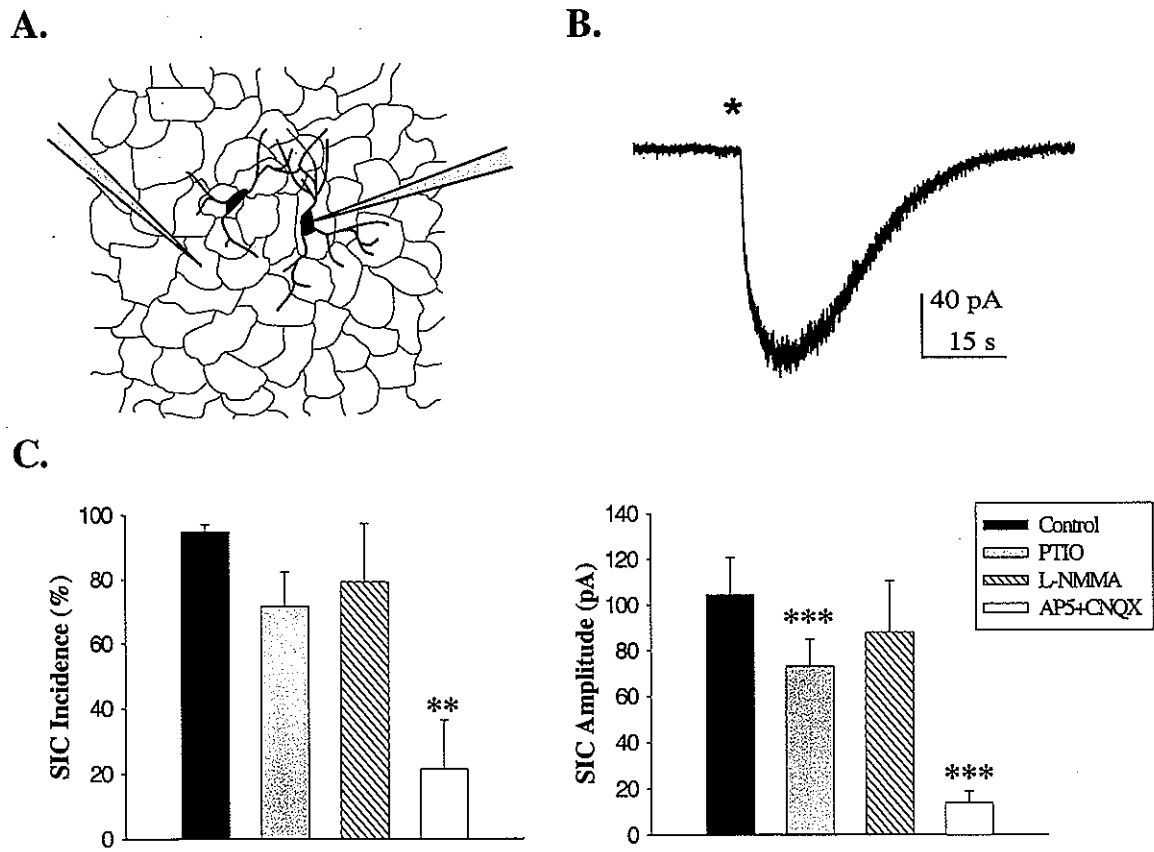 A.
B.
*
40 pA
15 s
C.
SIC Incidence (%)
100
80
60
40
20
0
**
SIC Amplitude (pA)
140
120
100
80
60
40
20
0
***
***
Control
PTIO
L-NMMA
AP5+CNQX